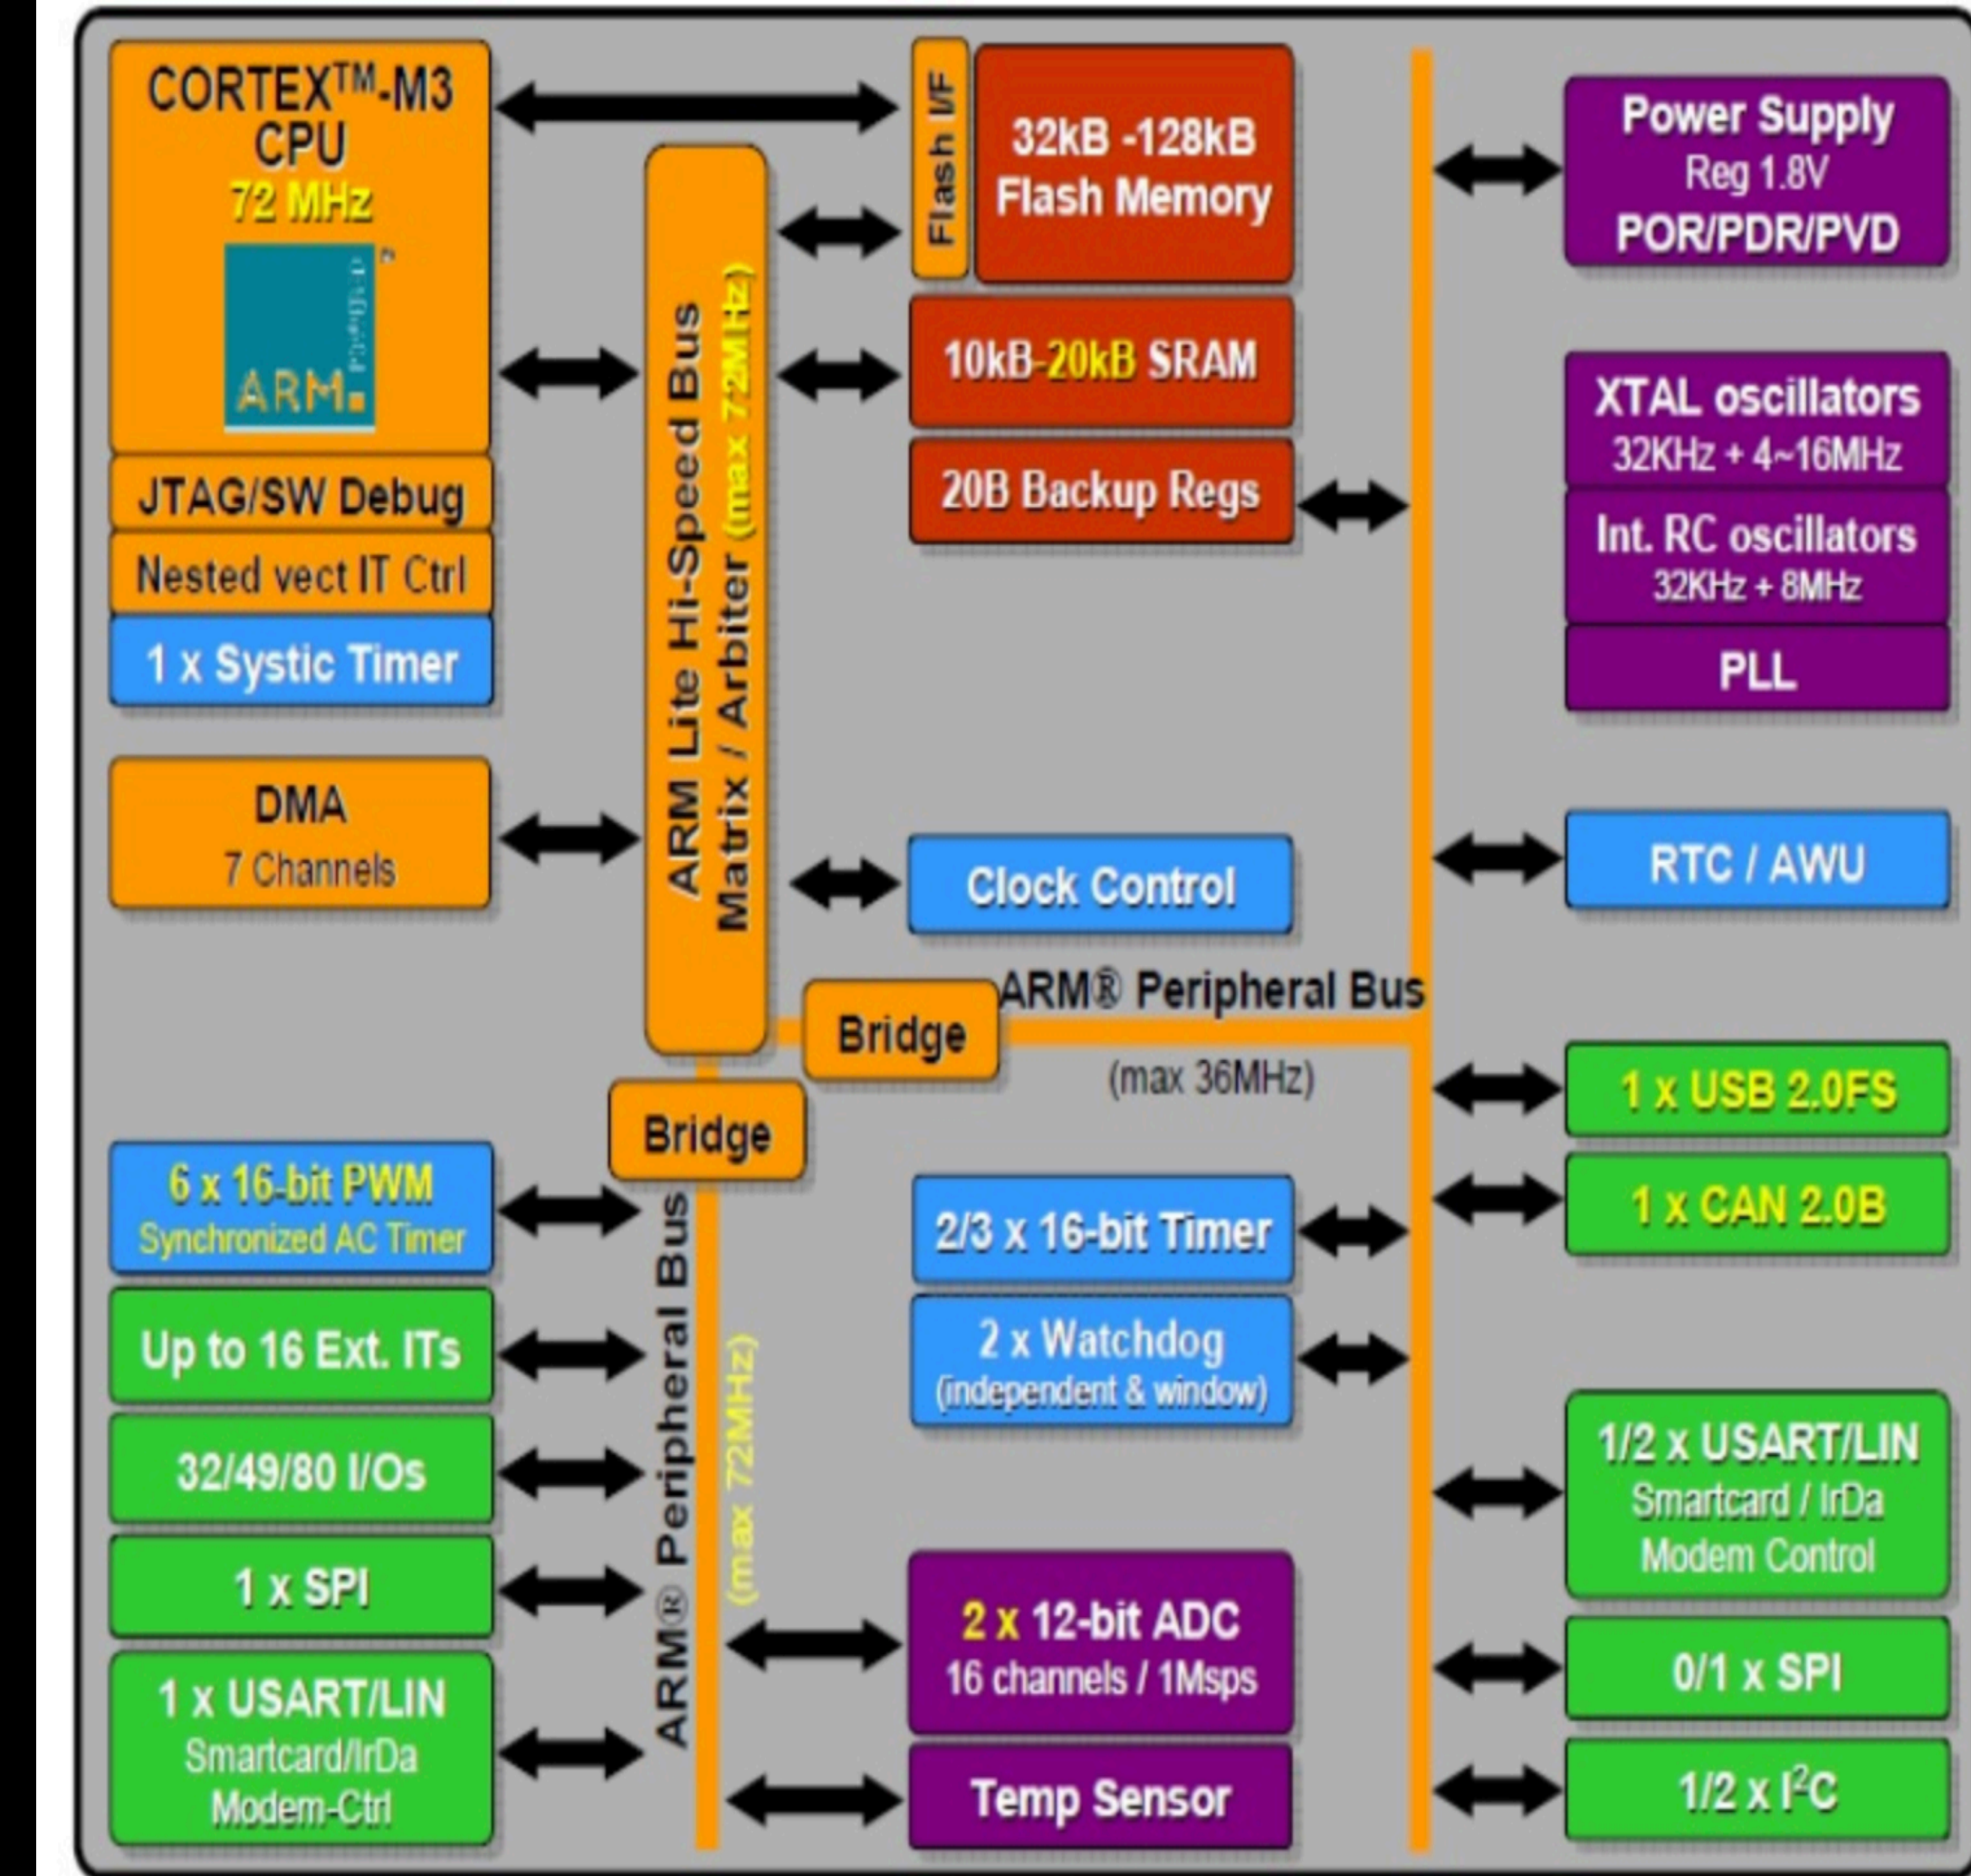 CORTEX™-M3
CPU
72 MHz
ARM
JTAG/SW Debug
Nested vect IT Ctrl
1 x Systic Timer
DMA
7 Channels
ARM Lite Hi-Speed Bus
Matrix / Arbiter (max 72MHz)
Flash I/F
32kB -128kB
Flash Memory
10kB-20kB SRAM
20B Backup Regs
Clock Control
Bridge
ARM® Peripheral Bus
(max 36MHz)
Bridge
ARM® Peripheral Bus
(max 72MHz)
6 x 16-bit PWM
Synchronized AC Timer
Up to 16 Ext. ITs
32/49/80 I/Os
1 x SPI
1 x USART/LIN
Smartcard/IrDa
Modem-Ctrl
2/3 x 16-bit Timer
2 x Watchdog
(independent & window)
2 x 12-bit ADC
16 channels / 1Msps
Temp Sensor
Power Supply
Reg 1.8V
POR/PDR/PVD
XTAL oscillators
32KHz + 4~16MHz
Int. RC oscillators
32KHz + 8MHz
PLL
RTC / AWU
1 x USB 2.0FS
1 x CAN 2.0B
1/2 x USART/LIN
Smartcard / IrDa
Modem Control
0/1 x SPI
1/2 x I²C